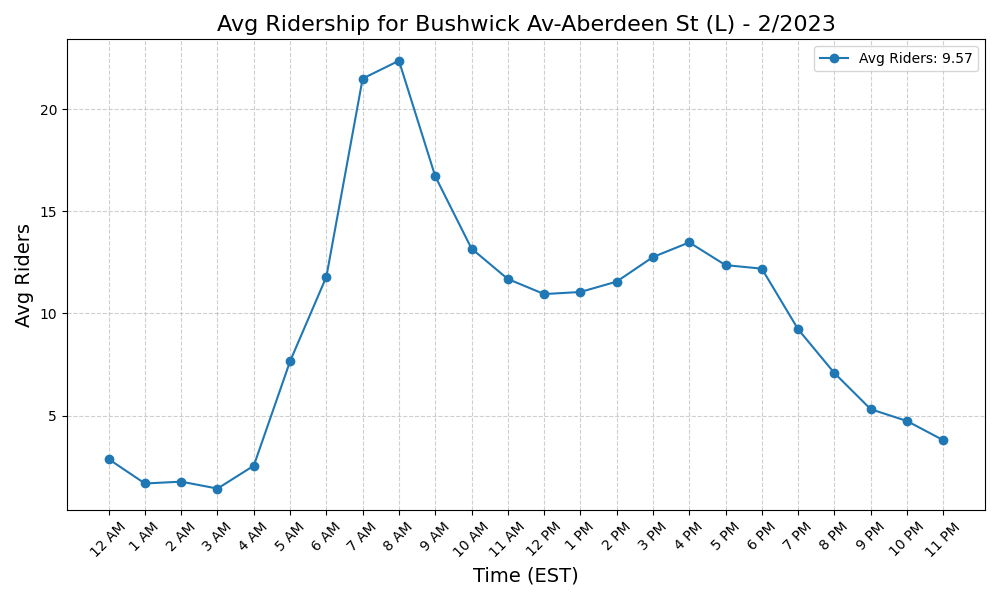 Avg Ridership for Bushwick Av-Aberdeen St (L) - 2/2023
Avg Riders: 9.57
Avg Riders
20
15
10
5
12 AM
1 AM
2 AM
3 AM
4 AM
5 AM
6 AM
7 AM
8 AM
9 AM
10 AM
11 AM
12 PM
1 PM
2 PM
3 PM
4 PM
5 PM
6 PM
7 PM
8 PM
9 PM
10 PM
11 PM
Time (EST)